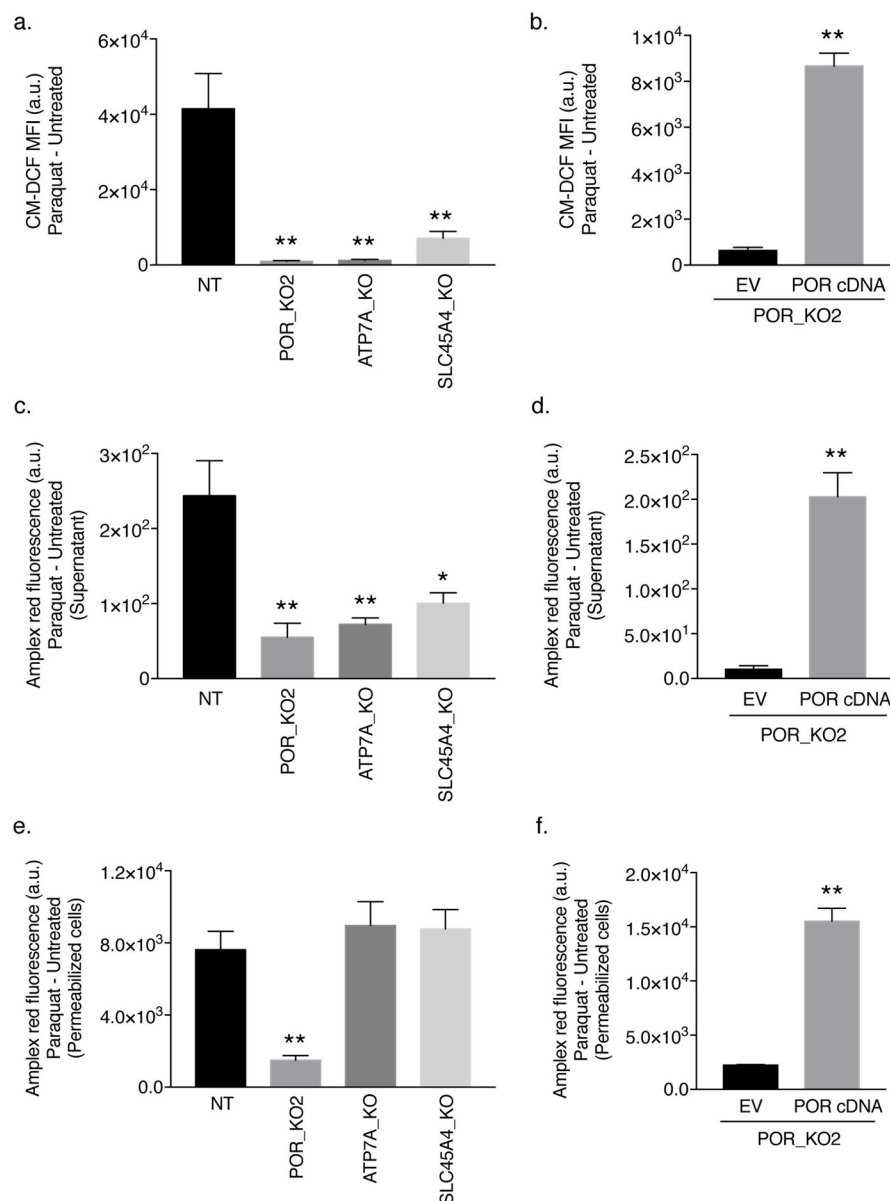 a.
CM-DCF MFI (a.u.)
Paraquat - Untreated
6×10⁴
4×10⁴
2×10⁴
0
**
**
**
NT
POR_KO2
ATP7A_KO
SLC45A4_KO
b.
CM-DCF MFI (a.u.)
Paraquat - Untreated
1×10⁴
8×10³
6×10³
4×10³
2×10³
0
**
EV
POR cDNA
POR_KO2
c.
Amplex red fluorescence (a.u.)
Paraquat - Untreated
(Supernatant)
3×10²
2×10²
1×10²
0
**
**
*
NT
POR_KO2
ATP7A_KO
SLC45A4_KO
d.
Amplex red fluorescence (a.u.)
Paraquat - Untreated
(Supernatant)
2.5×10²
2.0×10²
1.5×10²
1.0×10²
5.0×10¹
0.0
**
EV
POR cDNA
POR_KO2
e.
Amplex red fluorescence (a.u.)
Paraquat - Untreated
(Permeabilized cells)
1.2×10⁴
8.0×10³
4.0×10³
0.0
**
NT
POR_KO2
ATP7A_KO
SLC45A4_KO
f.
Amplex red fluorescence (a.u.)
Paraquat - Untreated
(Permeabilized cells)
2.0×10⁴
1.5×10⁴
1.0×10⁴
5.0×10³
0.0
**
EV
POR cDNA
POR_KO2